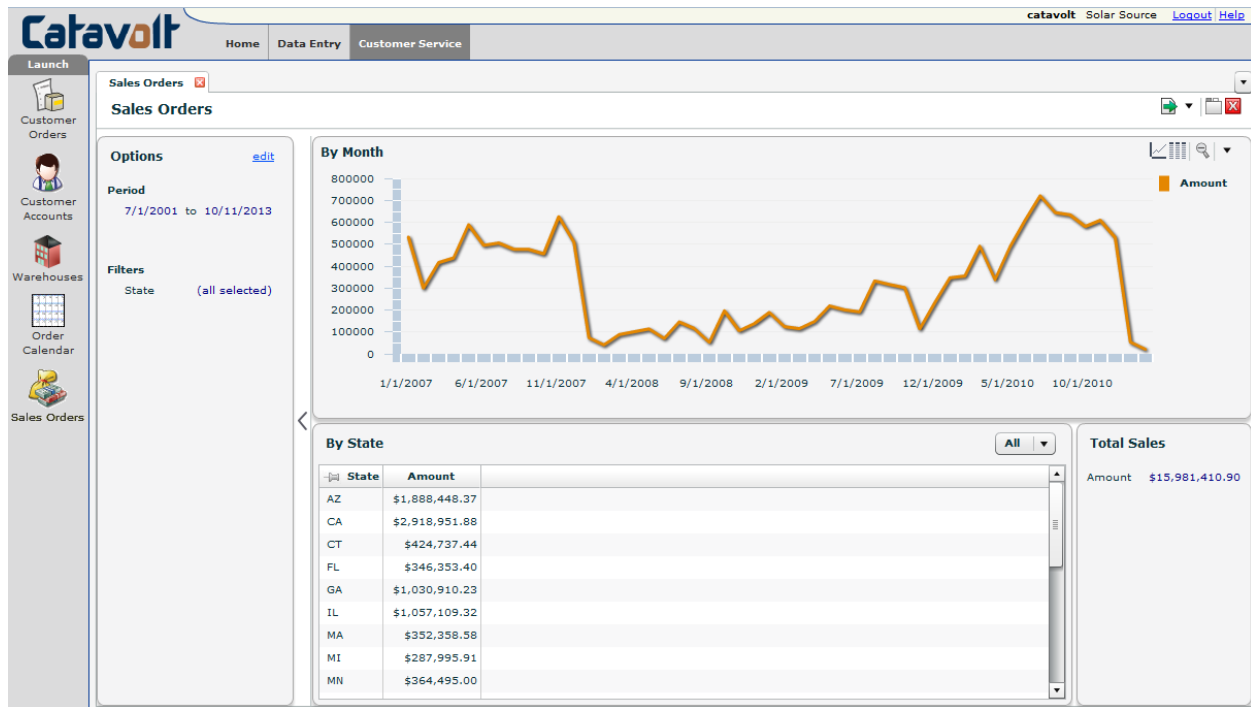 catavolt Solar Source Logout Help
Catavolt
Home Data Entry Customer Service
Launch
Customer
Orders
Customer
Accounts
Warehouses
Order
Calendar
Sales Orders
Sales Orders
Sales Orders
Options edit
Period
7/1/2001 to 10/11/2013
Filters
State (all selected)
By Month
800000
700000
600000
500000
400000
300000
200000
100000
0
1/1/2007 6/1/2007 11/1/2007 4/1/2008 9/1/2008 2/1/2009 7/1/2009 12/1/2009 5/1/2010 10/1/2010
Amount
By State All
State Amount
AZ $1,888,448.37
CA $2,918,951.88
CT $424,737.44
FL $346,353.40
GA $1,030,910.23
IL $1,057,109.32
MA $352,358.58
MI $287,995.91
MN $364,495.00
Total Sales
Amount $15,981,410.90